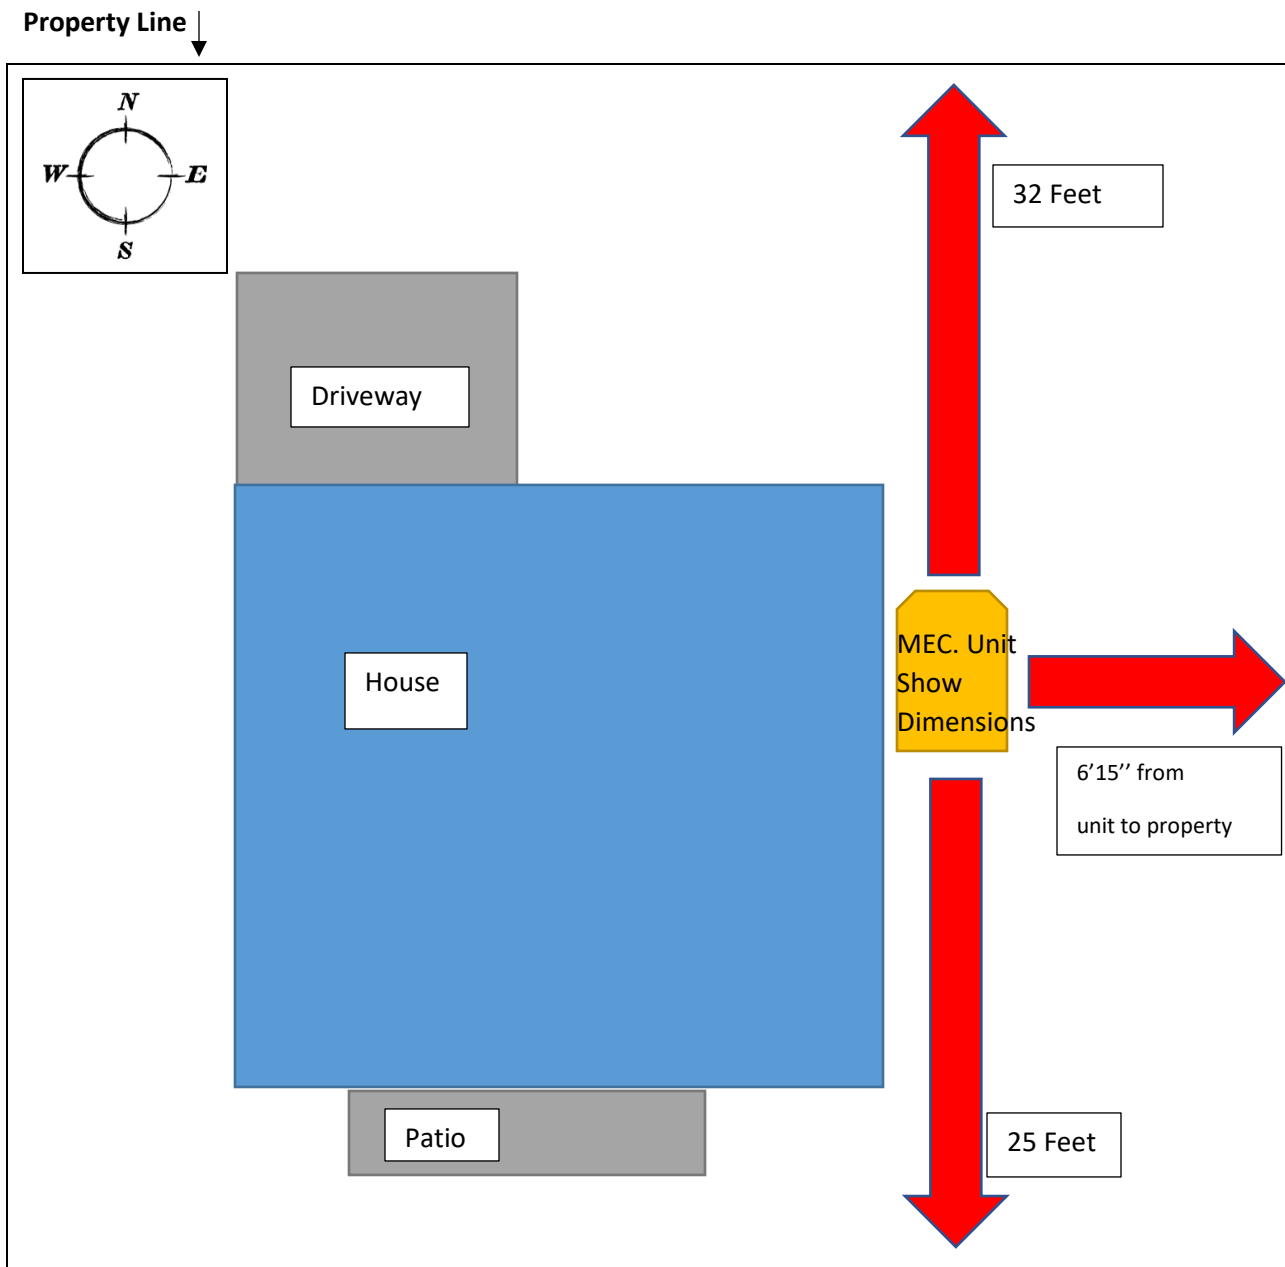 Property Line
N
W
E
S
32 Feet
Driveway
House
MEC. Unit
Show
Dimensions
6’15’’ from
unit to property
Patio
25 Feet